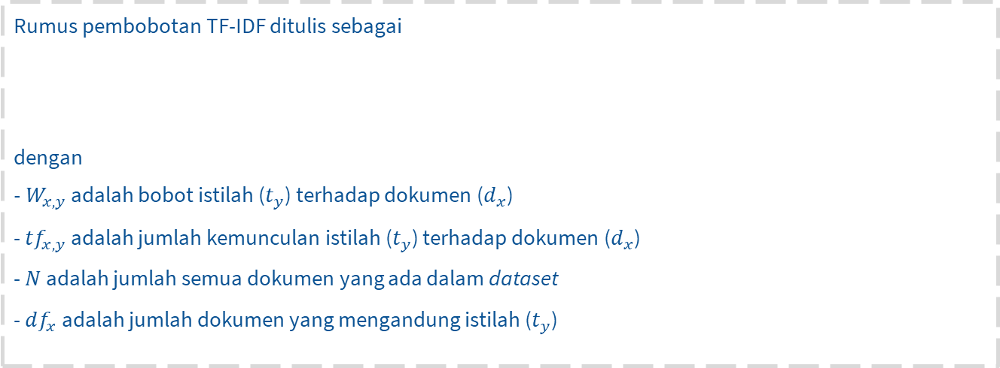 Rumus pembobotan TF-IDF ditulis sebagai
dengan
- W_{x,y} adalah bobot istilah (t_y) terhadap dokumen (d_x)
- tf_{x,y} adalah jumlah kemunculan istilah (t_y) terhadap dokumen (d_x)
- N adalah jumlah semua dokumen yang ada dalam dataset
- df_x adalah jumlah dokumen yang mengandung istilah (t_y)